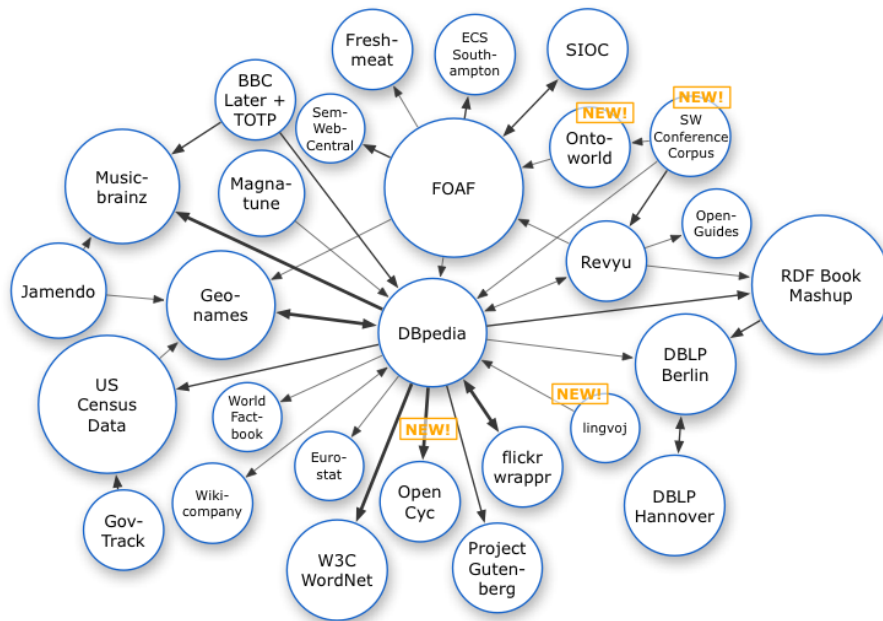 Fresh-
meat
ECS
South-
ampton
SIOC
BBC
Later +
TOTP
NEW!
NEW!
SW
Conference
Corpus
Sem-
Web-
Central
Onto-
world
Music-
brainz
Magna-
tune
FOAF
Open-
Guides
Revyu
RDF Book
Mashup
Jamendo
Geo-
names
DBpedia
DBLP
Berlin
US
Census
Data
World
Fact-
book
NEW!
lingvoj
NEW!
Euro-
stat
flickr
wrappr
Wiki-
company
Open
Cyc
DBLP
Hannover
Gov-
Track
W3C
WordNet
Project
Guten-
berg